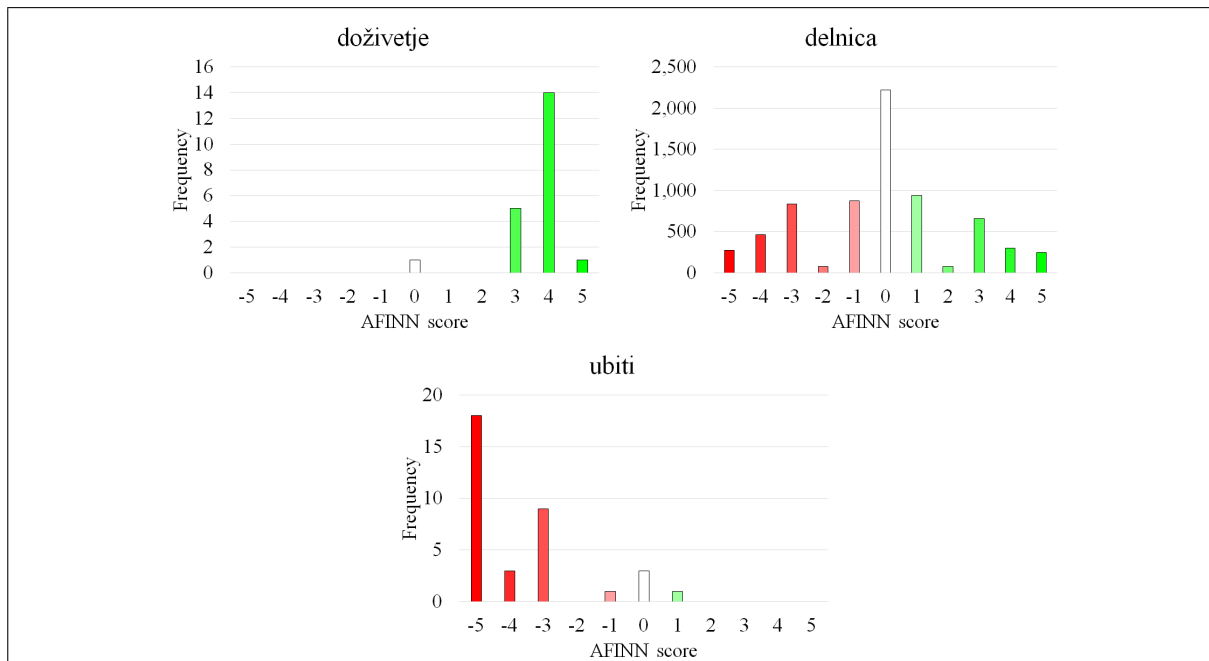 doživetje
16
14
12
10
8
6
4
2
0
Frequency
-5 -4 -3 -2 -1 0 1 2 3 4 5
AFINN score
delnica
2,500
2,000
1,500
1,000
500
0
Frequency
-5 -4 -3 -2 -1 0 1 2 3 4 5
AFINN score
ubiti
20
15
10
5
0
Frequency
-5 -4 -3 -2 -1 0 1 2 3 4 5
AFINN score